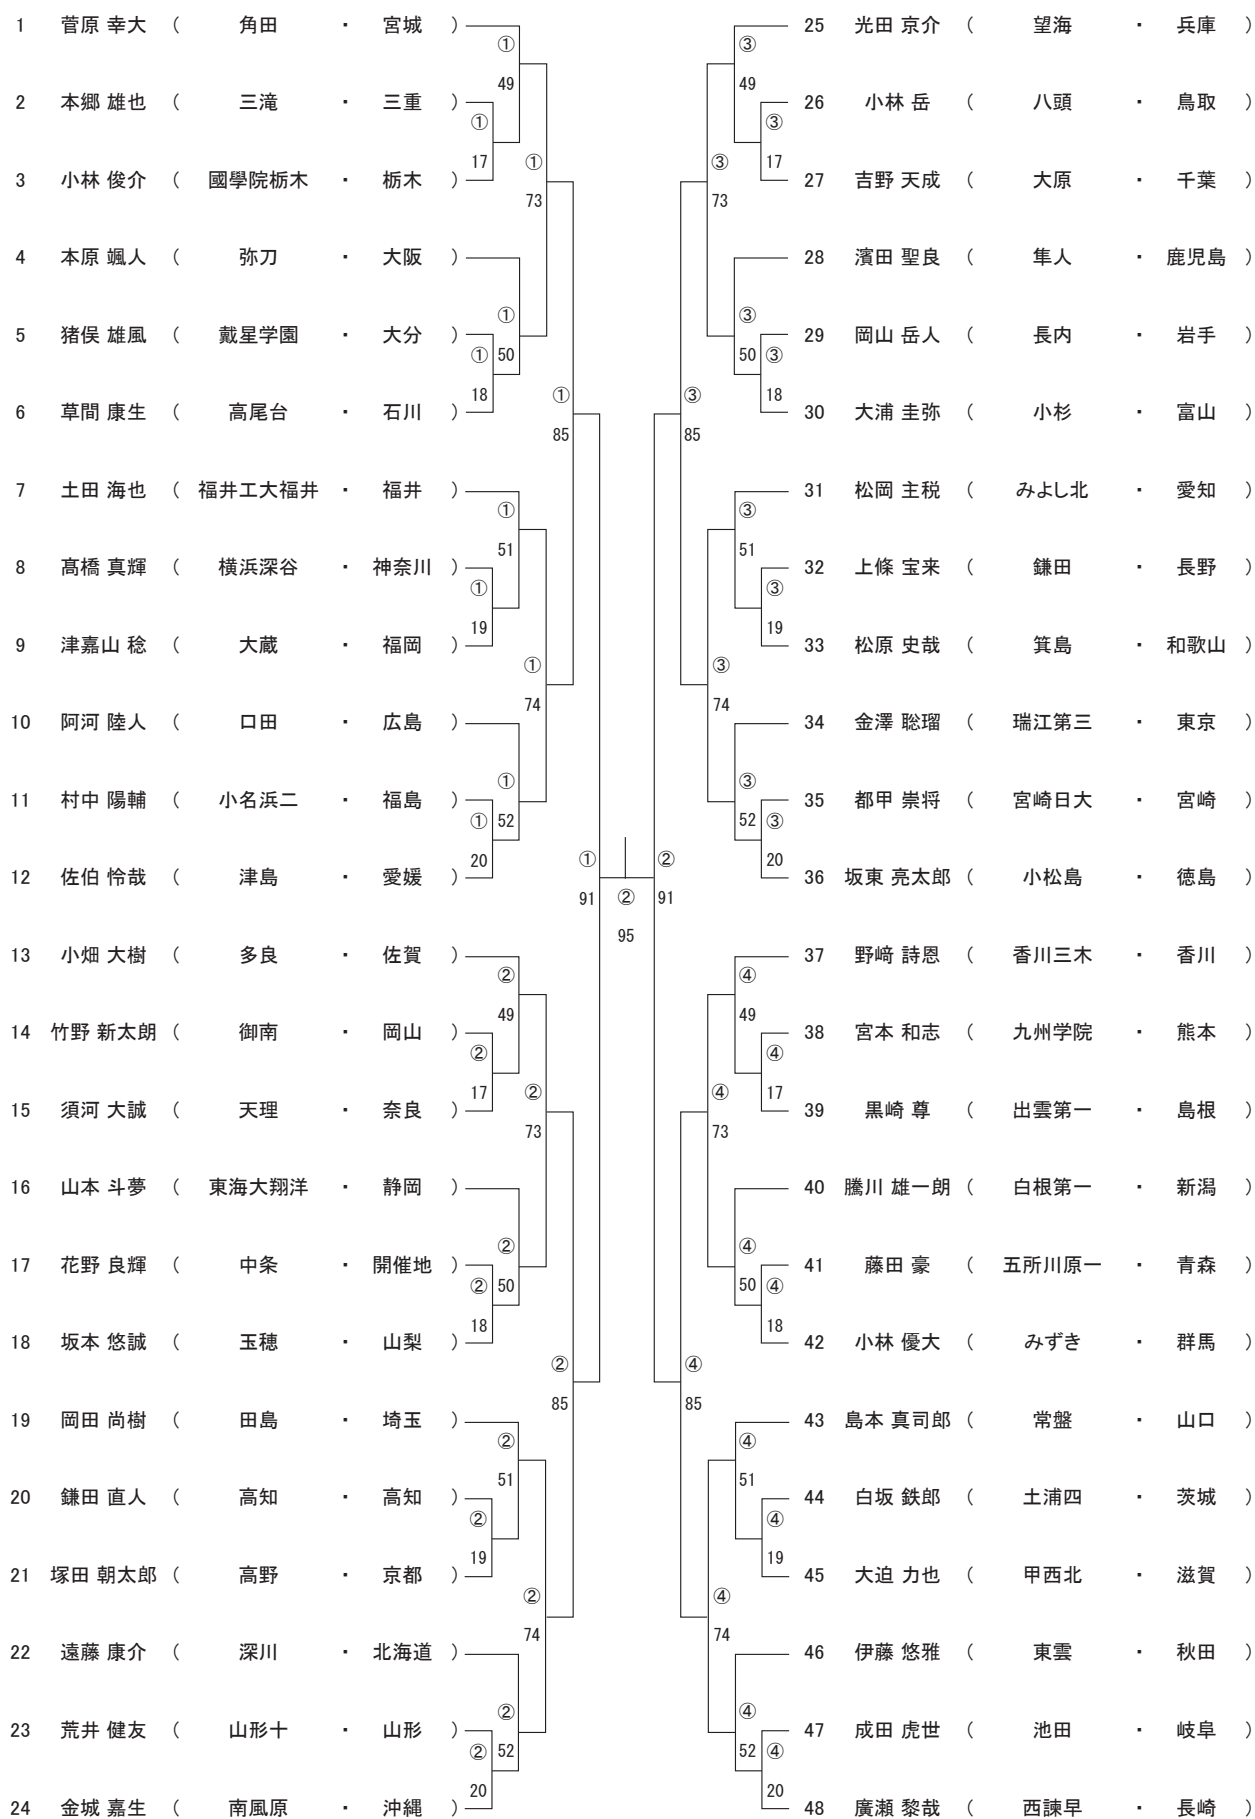 1 菅原 幸大 ( 角田 ・ 宮城 )
2 本郷 雄也 ( 三滝 ・ 三重 )
3 小林 俊介 ( 國學院栃木 ・ 栃木 )
4 本原 颯人 ( 弥刀 ・ 大阪 )
5 猪俣 雄風 ( 戴星学園 ・ 大分 )
6 草間 康生 ( 高尾台 ・ 石川 )
7 土田 海也 ( 福井工大福井 ・ 福井 )
8 髙橋 真輝 ( 横浜深谷 ・ 神奈川 )
9 津嘉山 稔 ( 大蔵 ・ 福岡 )
10 阿河 陸人 ( 口田 ・ 広島 )
11 村中 陽輔 ( 小名浜二 ・ 福島 )
12 佐伯 怜哉 ( 津島 ・ 愛媛 )
13 小畑 大樹 ( 多良 ・ 佐賀 )
14 竹野 新太朗 ( 御南 ・ 岡山 )
15 須河 大誠 ( 天理 ・ 奈良 )
16 山本 斗夢 ( 東海大翔洋 ・ 静岡 )
17 花野 良輝 ( 中条 ・ 開催地 )
18 坂本 悠誠 ( 玉穂 ・ 山梨 )
19 岡田 尚樹 ( 田島 ・ 埼玉 )
20 鎌田 直人 ( 高知 ・ 高知 )
21 塚田 朝太郎 ( 高野 ・ 京都 )
22 遠藤 康介 ( 深川 ・ 北海道 )
23 荒井 健友 ( 山形十 ・ 山形 )
24 金城 嘉生 ( 南風原 ・ 沖縄 )
① 49
① 17
① 73
① 50
① 18
① 85
① 51
① 19
① 74
① 52
① 20
① 91
② 49
② 17
② 73
② 50
② 18
② 85
② 51
② 19
② 74
② 52
② 20
② 95
② 91
③ 49
③ 17
③ 73
③ 50
③ 18
③ 85
③ 51
③ 19
③ 74
③ 52
③ 20
④ 49
④ 17
④ 73
④ 50
④ 18
④ 85
④ 51
④ 19
④ 74
④ 52
④ 20
25 光田 京介 ( 望海 ・ 兵庫 )
26 小林 岳 ( 八頭 ・ 鳥取 )
27 吉野 天成 ( 大原 ・ 千葉 )
28 濱田 聖良 ( 隼人 ・ 鹿児島 )
29 岡山 岳人 ( 長内 ・ 岩手 )
30 大浦 圭弥 ( 小杉 ・ 富山 )
31 松岡 主税 ( みよし北 ・ 愛知 )
32 上條 宝来 ( 鎌田 ・ 長野 )
33 松原 史哉 ( 箕島 ・ 和歌山 )
34 金澤 聡瑠 ( 瑞江第三 ・ 東京 )
35 都甲 崇将 ( 宮崎日大 ・ 宮崎 )
36 坂東 亮太郎 ( 小松島 ・ 徳島 )
37 野﨑 詩恩 ( 香川三木 ・ 香川 )
38 宮本 和志 ( 九州学院 ・ 熊本 )
39 黒崎 尊 ( 出雲第一 ・ 島根 )
40 騰川 雄一朗 ( 白根第一 ・ 新潟 )
41 藤田 豪 ( 五所川原一 ・ 青森 )
42 小林 優大 ( みずき ・ 群馬 )
43 島本 真司郎 ( 常盤 ・ 山口 )
44 白坂 鉄郎 ( 土浦四 ・ 茨城 )
45 大迫 力也 ( 甲西北 ・ 滋賀 )
46 伊藤 悠雅 ( 東雲 ・ 秋田 )
47 成田 虎世 ( 池田 ・ 岐阜 )
48 廣瀬 黎哉 ( 西諫早 ・ 長崎 )